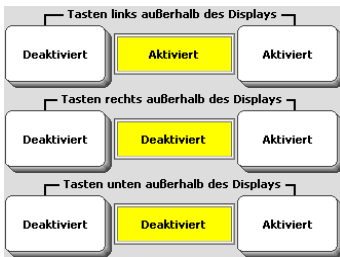 Tasten links außerhalb des Displays
Deaktiviert Aktiviert Aktiviert
Tasten rechts außerhalb des Displays
Deaktiviert Deaktiviert Aktiviert
Tasten unten außerhalb des Displays
Deaktiviert Deaktiviert Aktiviert